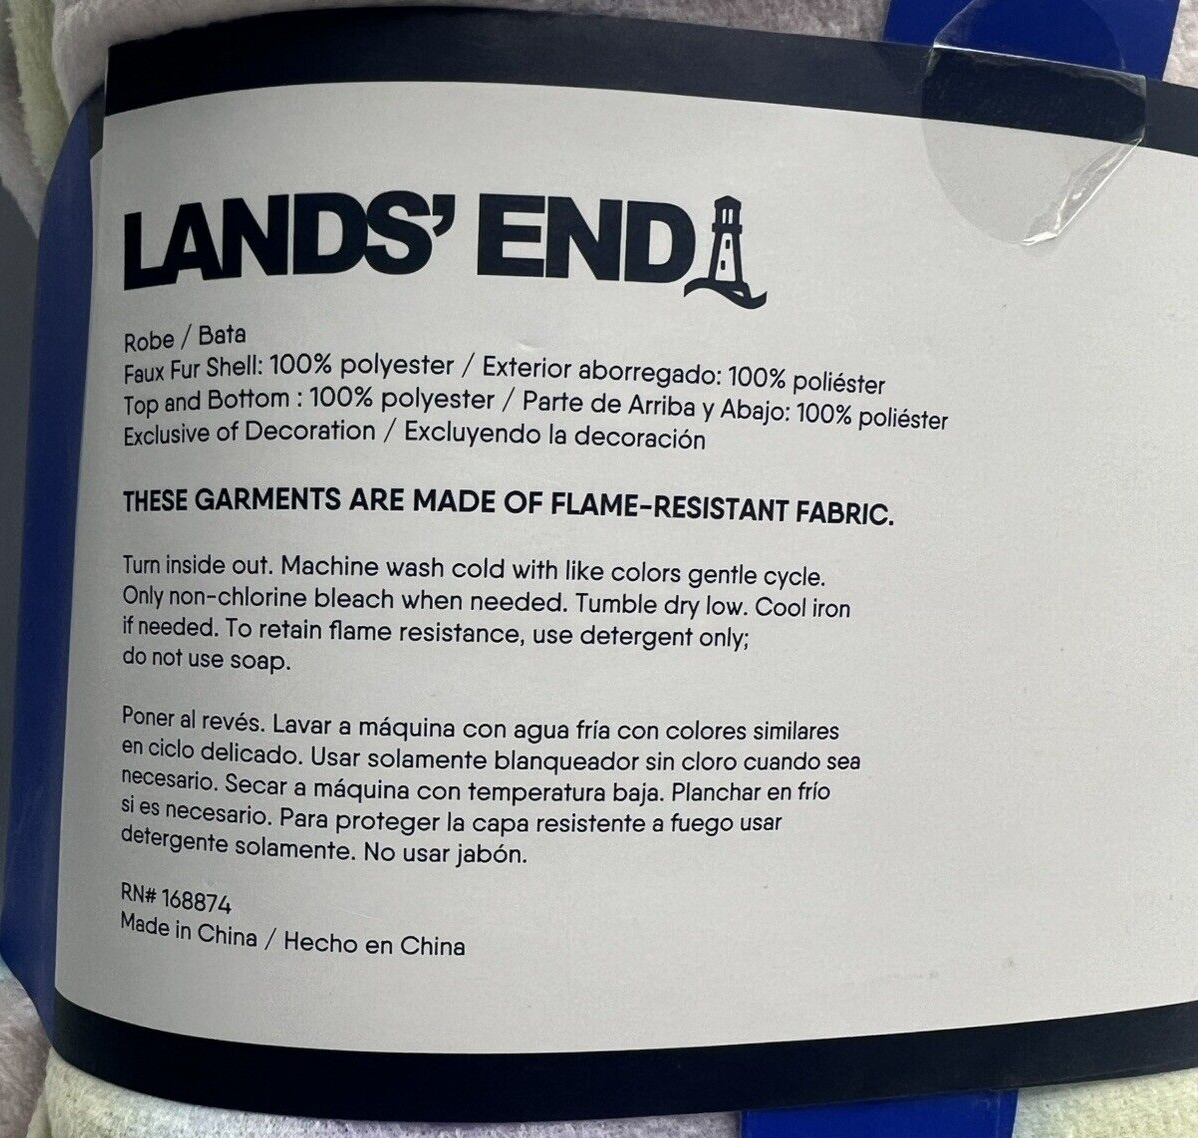 LANDS' END
Robe / Bata
Faux Fur Shell: 100% polyester / Exterior aborregado: 100% poliéster
Top and Bottom : 100% polyester / Parte de Arriba y Abajo: 100% poliéster
Exclusive of Decoration / Excluyendo la decoración
THESE GARMENTS ARE MADE OF FLAME-RESISTANT FABRIC.
Turn inside out. Machine wash cold with like colors gentle cycle.
Only non-chlorine bleach when needed. Tumble dry low. Cool iron
if needed. To retain flame resistance, use detergent only;
do not use soap.
Poner al revés. Lavar a máquina con agua fría con colores similares
en ciclo delicado. Usar solamente blanqueador sin cloro cuando sea
necesario. Secar a máquina con temperatura baja. Planchar en frío
si es necesario. Para proteger la capa resistente a fuego usar
detergente solamente. No usar jabón.
RN# 168874
Made in China / Hecho en China